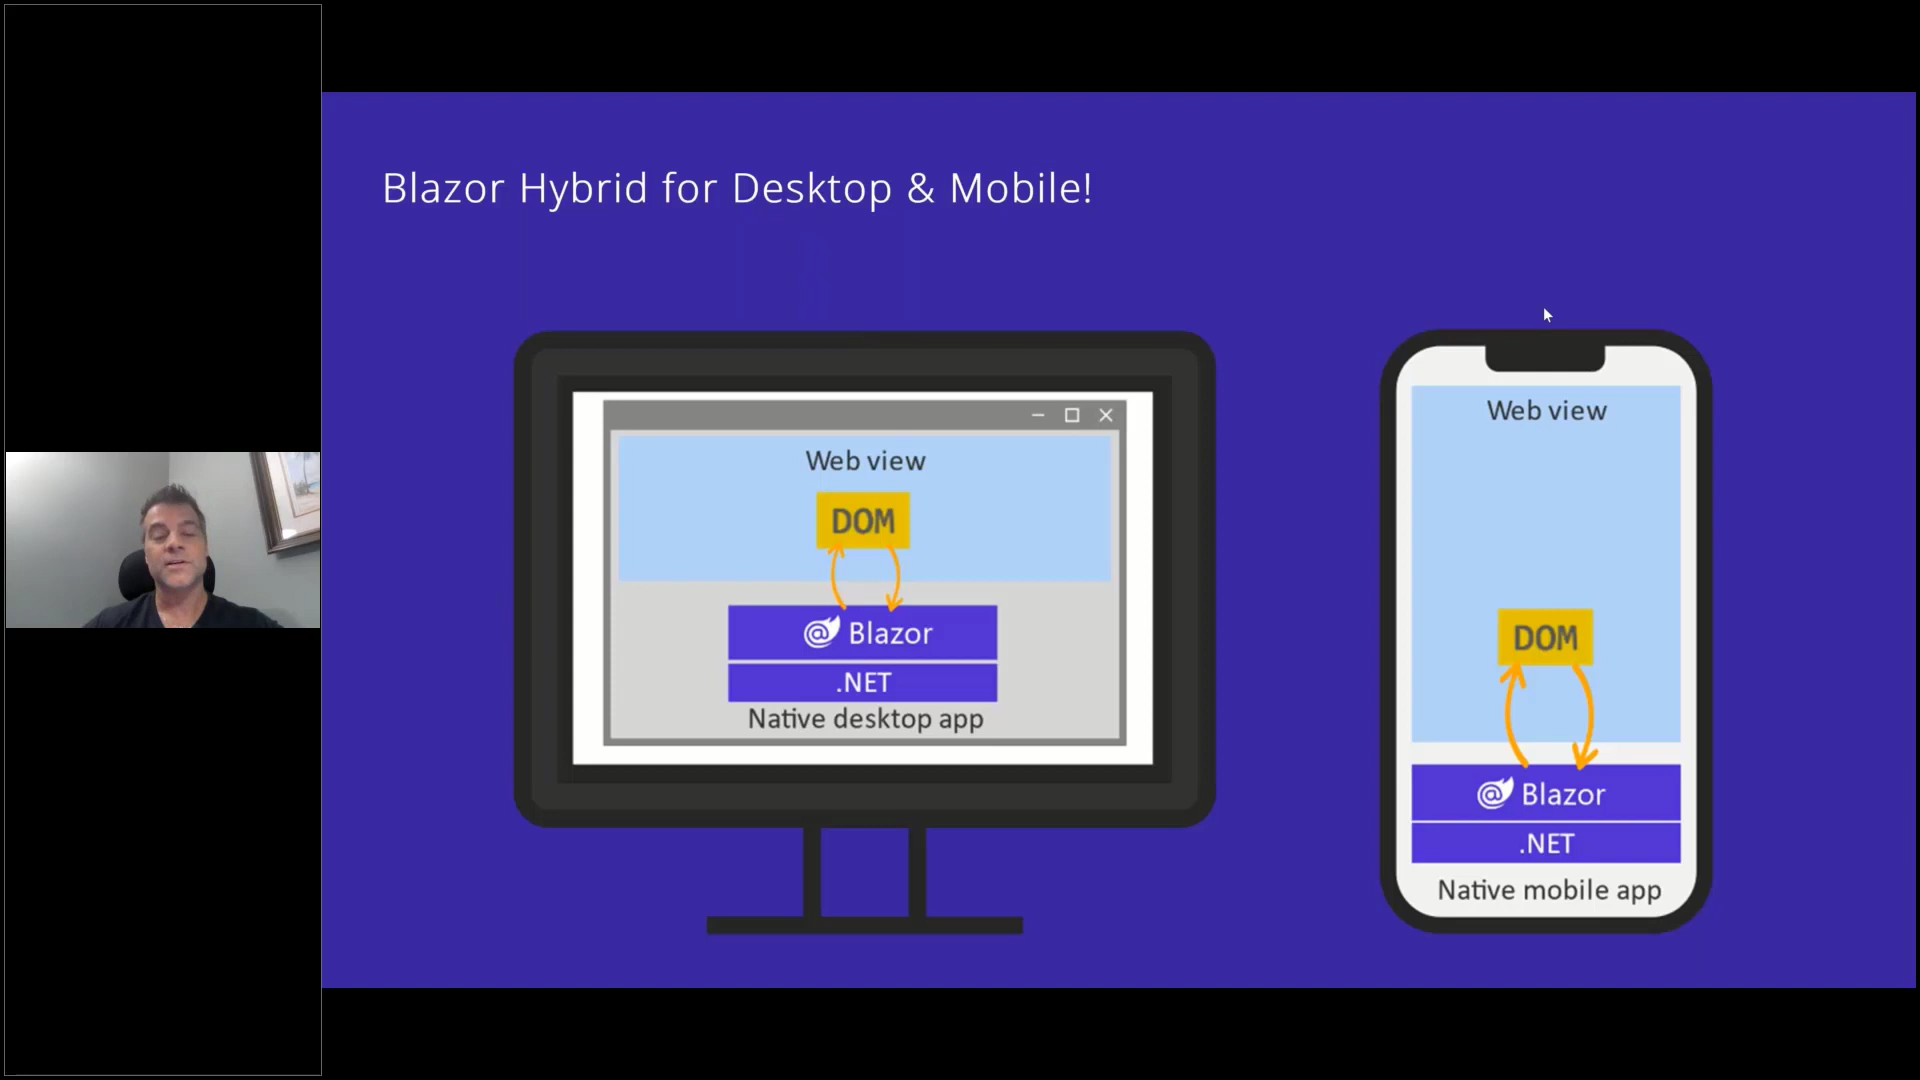 Blazor Hybrid for Desktop & Mobile!
Web view
DOM
Blazor
.NET
Native desktop app
Web view
DOM
Blazor
.NET
Native mobile app